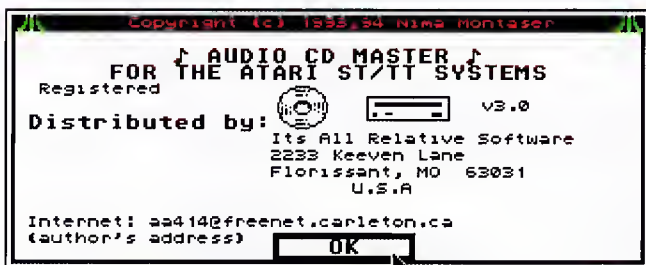 Copyright (c) 1993,94 Nima Montaser
♪ AUDIO CD MASTER ♪
FOR THE ATARI ST/TT SYSTEMS
Registered
v3.0
Distributed by:
Its All Relative Software
2233 Keeven Lane
Florissant, MO 63031
U.S.A
Internet: aa414@freenet.carleton.ca
(author's address)
OK